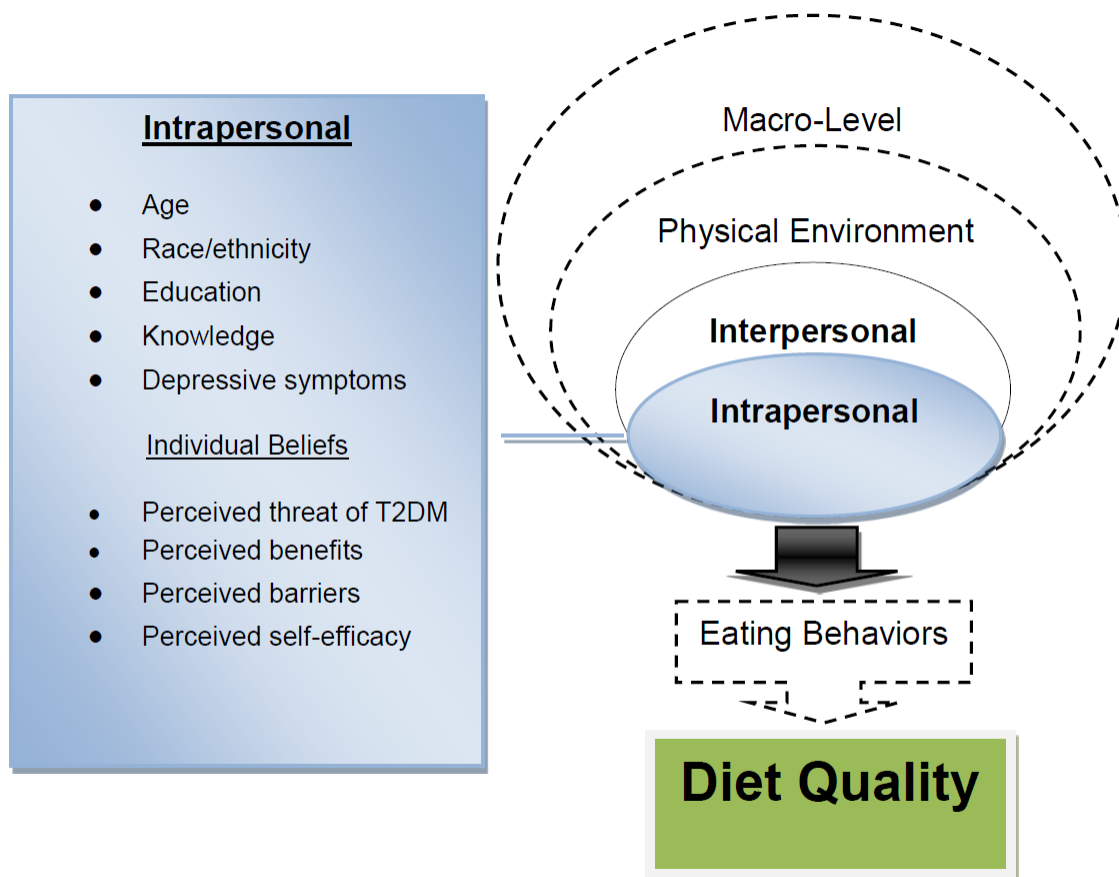 Intrapersonal
● Age
● Race/ethnicity
● Education
● Knowledge
● Depressive symptoms
Individual Beliefs
● Perceived threat of T2DM
● Perceived benefits
● Perceived barriers
● Perceived self-efficacy
Macro-Level
Physical Environment
Interpersonal
Intrapersonal
Eating Behaviors
Diet Quality